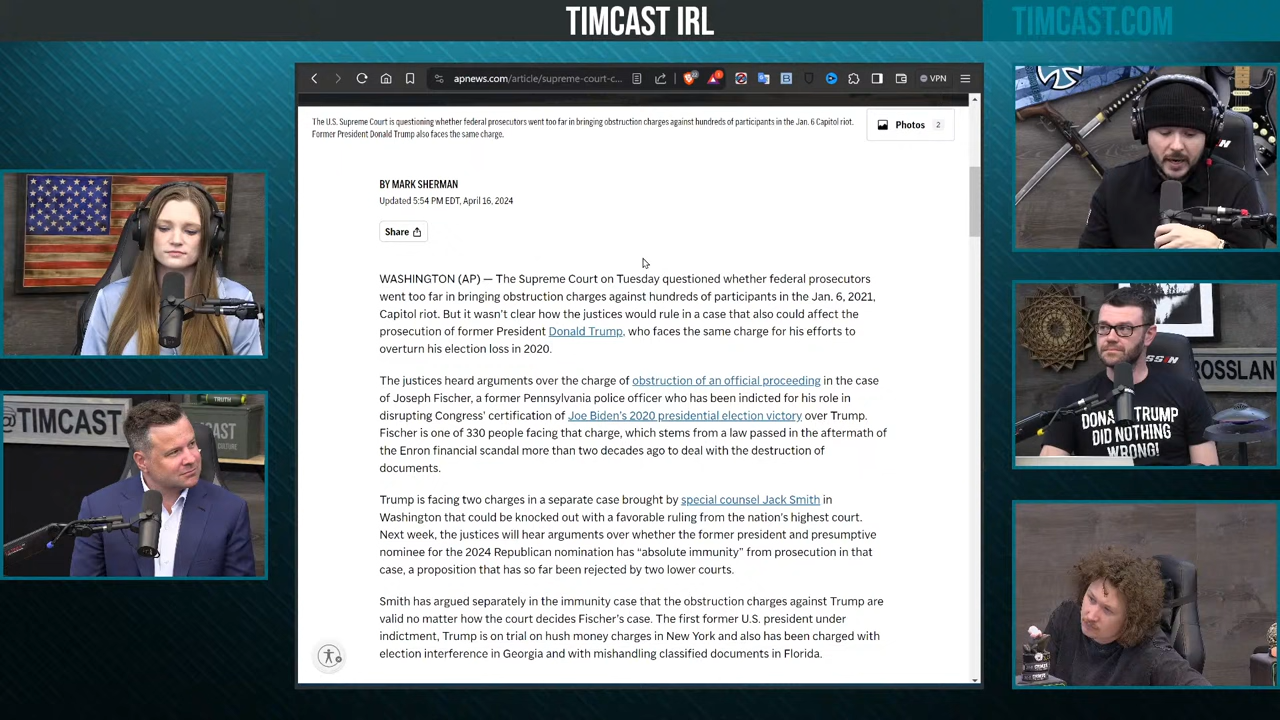 TIMCAST IRL
TIMCAST.COM
apnews.com/article/supreme-court-c...
VPN
The U.S. Supreme Court is questioning whether federal prosecutors went too far in bringing obstruction charges against hundreds of participants in the Jan. 6 Capitol riot.
Former President Donald Trump also faces the same charge.
Photos 2
BY MARK SHERMAN
Updated 5:54 PM EDT, April 16, 2024
Share
WASHINGTON (AP) — The Supreme Court on Tuesday questioned whether federal prosecutors
went too far in bringing obstruction charges against hundreds of participants in the Jan. 6, 2021,
Capitol riot. But it wasn't clear how the justices would rule in a case that also could affect the
prosecution of former President Donald Trump, who faces the same charge for his efforts to
overturn his election loss in 2020.
The justices heard arguments over the charge of obstruction of an official proceeding in the case
of Joseph Fischer, a former Pennsylvania police officer who has been indicted for his role in
disrupting Congress' certification of Joe Biden's 2020 presidential election victory over Trump.
Fischer is one of 330 people facing that charge, which stems from a law passed in the aftermath of
the Enron financial scandal more than two decades ago to deal with the destruction of
documents.
Trump is facing two charges in a separate case brought by special counsel Jack Smith in
Washington that could be knocked out with a favorable ruling from the nation's highest court.
Next week, the justices will hear arguments over whether the former president and presumptive
nominee for the 2024 Republican nomination has “absolute immunity” from prosecution in that
case, a proposition that has so far been rejected by two lower courts.
Smith has argued separately in the immunity case that the obstruction charges against Trump are
valid no matter how the court decides Fischer's case. The first former U.S. president under
indictment, Trump is on trial on hush money charges in New York and also has been charged with
election interference in Georgia and with mishandling classified documents in Florida.
@TIMCAST
TRUTH
CAST
CULTURE
SSIN
ROSSLAN
DONA TRUMP
DID NOTHING
WRONG!